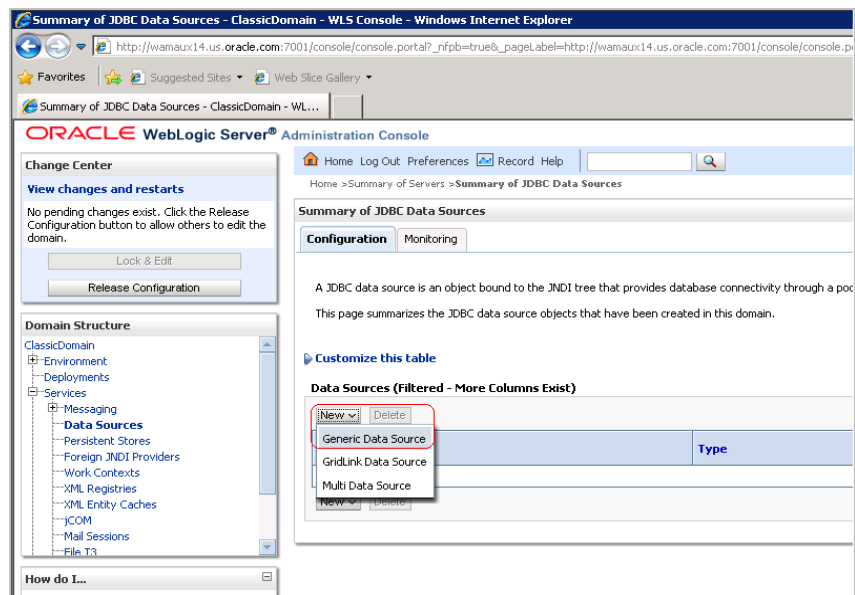 Summary of JDBC Data Sources - ClassicDomain - WLS Console - Windows Internet Explorer
http://wamaux14.us.oracle.com:7001/console/console.portal?_nfpb=true&_pageLabel=http://wamaux14.us.oracle.com:7001/console/console.p
Favorites Suggested Sites Web Slice Gallery
Summary of JDBC Data Sources - ClassicDomain - WL...
ORACLE WebLogic Server® Administration Console
Change Center
View changes and restarts
No pending changes exist. Click the Release
Configuration button to allow others to edit the
domain.
Lock & Edit
Release Configuration
Domain Structure
ClassicDomain
Environment
Deployments
Services
Messaging
Data Sources
Persistent Stores
Foreign JNDI Providers
Work Contexts
XML Registries
XML Entity Caches
jCOM
Mail Sessions
File T3
How do I...
Home Log Out Preferences Record Help
Home >Summary of Servers >Summary of JDBC Data Sources
Summary of JDBC Data Sources
Configuration Monitoring
A JDBC data source is an object bound to the JNDI tree that provides database connectivity through a poo
This page summarizes the JDBC data source objects that have been created in this domain.
Customize this table
Data Sources (Filtered - More Columns Exist)
New Delete
Generic Data Source
Type
GridLink Data Source
Multi Data Source
New Delete